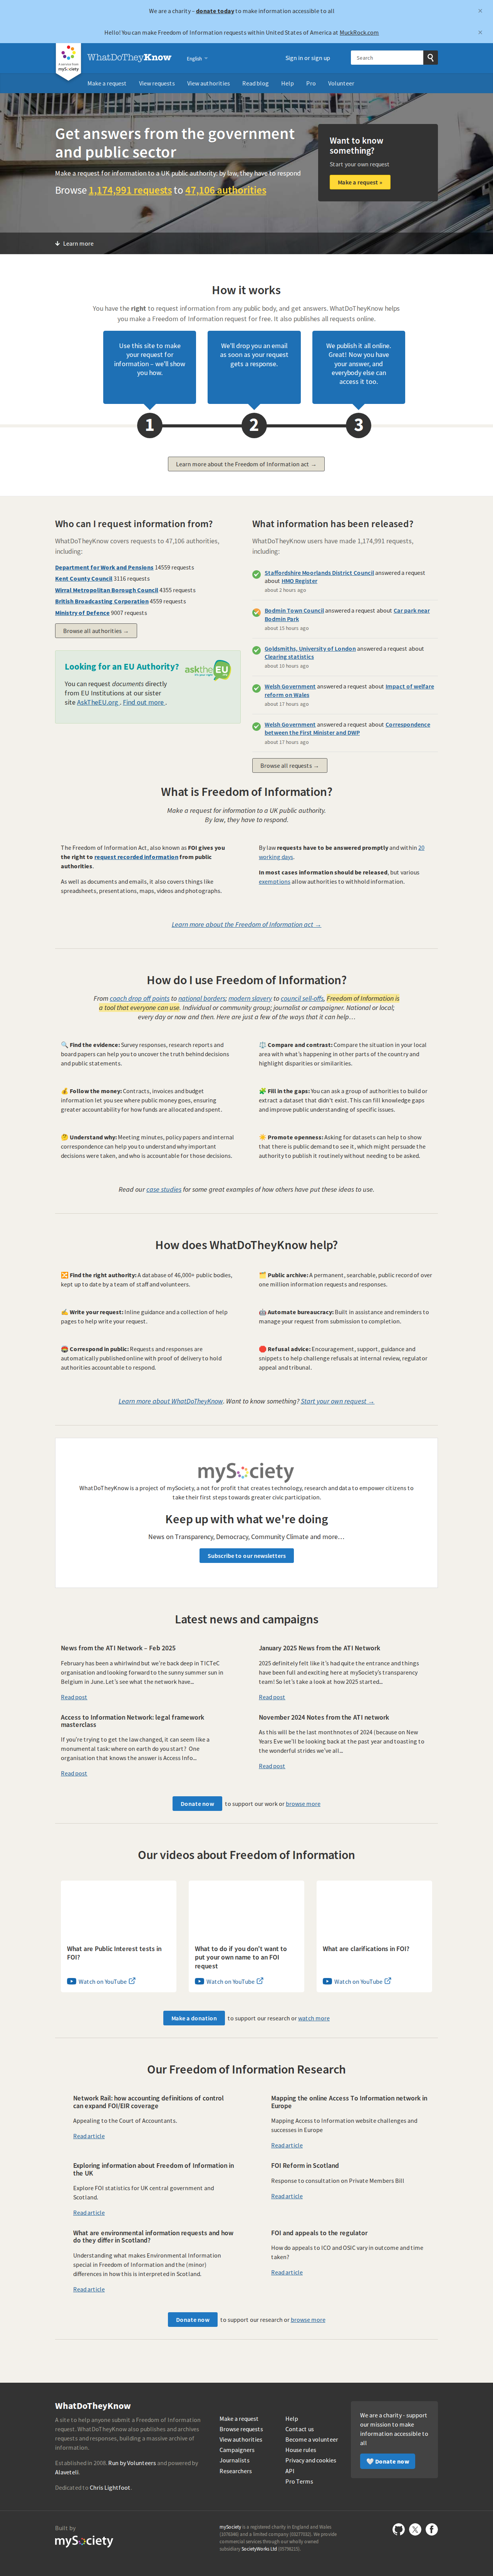 We are a charity – donate today to make information accessible to all
×
Hello! You can make Freedom of Information requests within United States of America at MuckRock.com
×
A service from
mySociety
WhatDoTheyKnow
English
Sign in or sign up
Search
Make a request
View requests
View authorities
Read blog
Help
Pro
Volunteer
Get answers from the government
and public sector
Make a request for information to a UK public authority; by law, they have to respond
Browse 1,174,991 requests to 47,106 authorities
Want to know
something?
Start your own request
Make a request »
Learn more
How it works
You have the right to request information from any public body, and get answers. WhatDoTheyKnow helps
you make a Freedom of Information request for free. It also publishes all requests online.
Use this site to make
your request for
information – we'll show
you how.
We'll drop you an email
as soon as your request
gets a response.
We publish it all online.
Great! Now you have
your answer, and
everybody else can
access it too.
1
2
3
Learn more about the Freedom of Information act →
Who can I request information from?
WhatDoTheyKnow covers requests to 47,106 authorities,
including:
Department for Work and Pensions 14559 requests
Kent County Council 3116 requests
Wirral Metropolitan Borough Council 4355 requests
British Broadcasting Corporation 4559 requests
Ministry of Defence 9007 requests
Browse all authorities →
Looking for an EU Authority?
asktheEU
You can request documents directly
from EU Institutions at our sister
site AskTheEU.org . Find out more .
What information has been released?
WhatDoTheyKnow users have made 1,174,991 requests,
including:
Staffordshire Moorlands District Council answered a request
about HMO Register
about 2 hours ago
Bodmin Town Council answered a request about Car park near
Bodmin Park
about 15 hours ago
Goldsmiths, University of London answered a request about
Clearing statistics
about 10 hours ago
Welsh Government answered a request about Impact of welfare
reform on Wales
about 17 hours ago
Welsh Government answered a request about Correspondence
between the First Minister and DWP
about 17 hours ago
Browse all requests →
What is Freedom of Information?
Make a request for information to a UK public authority.
By law, they have to respond.
The Freedom of Information Act, also known as FOI gives you
the right to request recorded information from public
authorities.
As well as documents and emails, it also covers things like
spreadsheets, presentations, maps, videos and photographs.
By law requests have to be answered promptly and within 20
working days.
In most cases information should be released, but various
exemptions allow authorities to withhold information.
Learn more about the Freedom of Information act →
How do I use Freedom of Information?
From coach drop off points to national borders; modern slavery to council sell-offs, Freedom of Information is
a tool that everyone can use. Individual or community group; journalist or campaigner. National or local;
every day or now and then. Here are just a few of the ways that it can help…
🔍 Find the evidence: Survey responses, research reports and
board papers can help you to uncover the truth behind decisions
and public statements.
⚖️ Compare and contrast: Compare the situation in your local
area with what's happening in other parts of the country and
highlight disparities or similarities.
💰 Follow the money: Contracts, invoices and budget
information let you see where public money goes, ensuring
greater accountability for how funds are allocated and spent.
🧩 Fill in the gaps: You can ask a group of authorities to build or
extract a dataset that didn't exist. This can fill knowledge gaps
and improve public understanding of specific issues.
🤔 Understand why: Meeting minutes, policy papers and internal
correspondence can help you to understand why important
decisions were taken, and who is accountable for those decisions.
☀️ Promote openness: Asking for datasets can help to show
that there is public demand to see it, which might persuade the
authority to publish it routinely without needing to be asked.
Read our case studies for some great examples of how others have put these ideas to use.
How does WhatDoTheyKnow help?
🔀 Find the right authority: A database of 46,000+ public bodies,
kept up to date by a team of staff and volunteers.
🗂️ Public archive: A permanent, searchable, public record of over
one million information requests and responses.
✍️ Write your request: Inline guidance and a collection of help
pages to help write your request.
🤖 Automate bureaucracy: Built in assistance and reminders to
manage your request from submission to completion.
📯 Correspond in public: Requests and responses are
automatically published online with proof of delivery to hold
authorities accountable to respond.
🛑 Refusal advice: Encouragement, support, guidance and
snippets to help challenge refusals at internal review, regulator
appeal and tribunal.
Learn more about WhatDoTheyKnow. Want to know something? Start your own request →
mySociety
WhatDoTheyKnow is a project of mySociety, a not for profit that creates technology, research and data to empower citizens to
take their first steps towards greater civic participation.
Keep up with what we're doing
News on Transparency, Democracy, Community Climate and more…
Subscribe to our newsletters
Latest news and campaigns
News from the ATI Network – Feb 2025
February has been a whirlwind but we're back deep in TICTeC
organisation and looking forward to the sunny summer sun in
Belgium in June. Let's see what the network have...
Read post
January 2025 News from the ATI Network
2025 definitely felt like it's had quite the entrance and things
have been full and exciting here at mySociety's transparency
team! So let's take a look at how 2025 started...
Read post
Access to Information Network: legal framework
masterclass
If you're trying to get the law changed, it can seem like a
monumental task: where on earth do you start?  One
organisation that knows the answer is Access Info...
Read post
November 2024 Notes from the ATI network
As this will be the last monthnotes of 2024 (because on New
Years Eve we'll be looking back at the past year and toasting to
the wonderful strides we've all...
Read post
Donate now to support our work or browse more
Our videos about Freedom of Information
What are Public Interest tests in
FOI?
Watch on YouTube
What to do if you don't want to
put your own name to an FOI
request
Watch on YouTube
What are clarifications in FOI?
Watch on YouTube
Make a donation to support our research or watch more
Our Freedom of Information Research
Network Rail: how accounting definitions of control
can expand FOI/EIR coverage
Appealing to the Court of Accountants.
Read article
Mapping the online Access To Information network in
Europe
Mapping Access to Information website challenges and
successes in Europe
Read article
Exploring information about Freedom of Information in
the UK
Explore FOI statistics for UK central government and
Scotland.
Read article
FOI Reform in Scotland
Response to consultation on Private Members Bill
Read article
What are environmental information requests and how
do they differ in Scotland?
Understanding what makes Environmental Information
special in Freedom of Information and the (minor)
differences in how this is interpreted in Scotland.
Read article
FOI and appeals to the regulator
How do appeals to ICO and OSIC vary in outcome and time
taken?
Read article
Donate now to support our research or browse more
WhatDoTheyKnow
A site to help anyone submit a Freedom of Information
request. WhatDoTheyKnow also publishes and archives
requests and responses, building a massive archive of
information.
Established in 2008. Run by Volunteers and powered by
Alaveteli.
Dedicated to Chris Lightfoot.
Make a request
Browse requests
View authorities
Campaigners
Journalists
Researchers
Help
Contact us
Become a volunteer
House rules
Privacy and cookies
API
Pro Terms
We are a charity - support
our mission to make
information accessible to
all
🤍 Donate now
Built by
mySociety
mySociety is a registered charity in England and Wales
(1076346) and a limited company (03277032). We provide
commercial services through our wholly owned
subsidiary SocietyWorks Ltd (05798215).